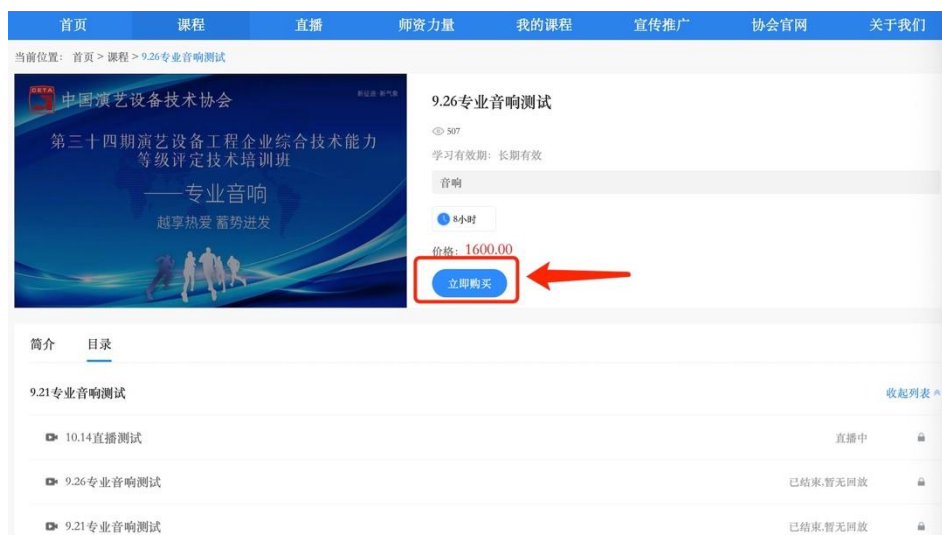 首页 课程 直播 师资力量 我的课程 宣传推广 协会官网 关于我们
当前位置： 首页 > 课程 > 9.26专业音响测试
CETA
中国演艺设备技术协会
新征途·新气象
第三十四期演艺设备工程企业综合技术能力
等级评定技术培训班
——专业音响
越享热爱 蓄势迸发
9.26专业音响测试
507
学习有效期：长期有效
音响
8小时
价格：1600.00
立即购买
简介 目录
9.21专业音响测试 收起列表
10.14直播测试 直播中
9.26专业音响测试 已结束,暂无回放
9.21专业音响测试 已结束,暂无回放